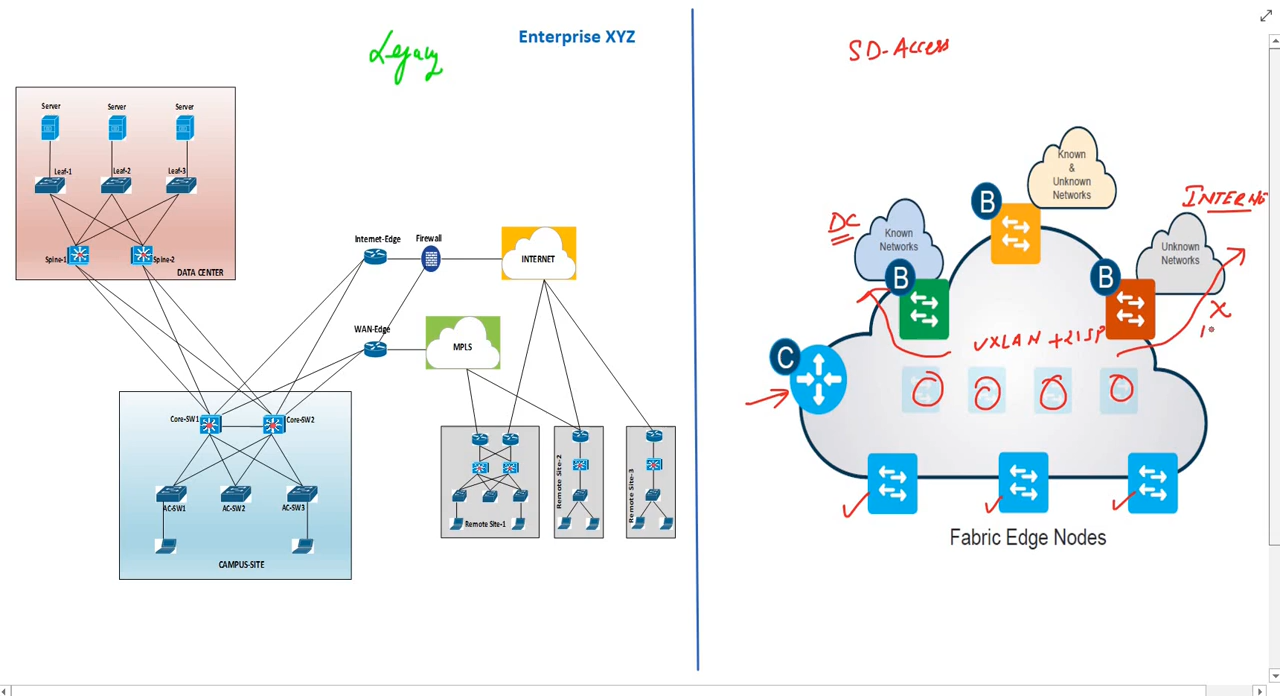 Enterprise XYZ
Legacy
Server
Server
Server
Leaf-1
Leaf-2
Leaf-3
Spine-1
Spine-2
DATA CENTER
Internet-Edge
Firewall
INTERNET
WAN-Edge
MPLS
Core-SW1
Core-SW2
AC-SW1
AC-SW2
AC-SW3
CAMPUS-SITE
Remote Site-1
Remote Site-2
Remote Site-3
SD-Access
Known
&
Unknown
Networks
B
DC
Known
Networks
B
INTERNE
Unknown
Networks
B
VXLAN + LISP
X
C
Fabric Edge Nodes